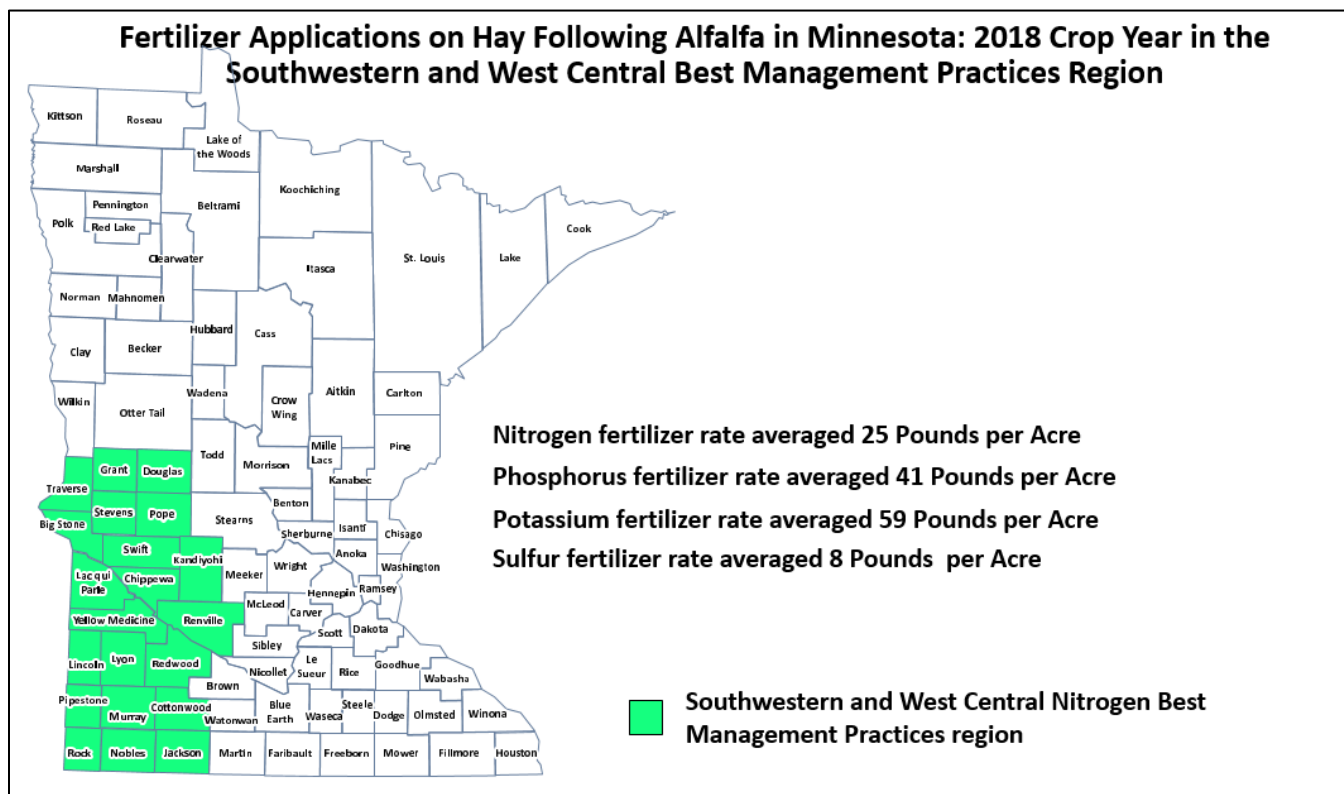 Fertilizer Applications on Hay Following Alfalfa in Minnesota: 2018 Crop Year in the
Southwestern and West Central Best Management Practices Region
Kittson
Roseau
Lake of
the Woods
Marshall
Koochiching
Pennington
Beltrami
Polk
Red Lake
Cook
Clearwater
St. Louis
Lake
Itasca
Norman
Mahnomen
Hubbard
Cass
Clay
Becker
Wadena
Aitkin
Carlton
Wilkin
Otter Tail
Crow
Wing
Pine
Todd
Mille
Lacs
Morrison
Kanabec
Grant
Douglas
Traverse
Benton
Stevens
Pope
Big Stone
Stearns
Sherburne
Isanti
Chisago
Swift
Kandiyohi
Anoka
Wright
Washington
Meeker
Lac qui
Parle
Chippewa
Hennepin
Ramsey
McLeod
Carver
Yellow Medicine
Renville
Scott
Dakota
Sibley
Lincoln
Lyon
Redwood
Nicollet
Le
Sueur
Rice
Goodhue
Wabasha
Brown
Pipestone
Murray
Cottonwood
Watonwan
Blue
Earth
Waseca
Steele
Dodge
Olmsted
Winona
Rock
Nobles
Jackson
Martin
Faribault
Freeborn
Mower
Fillmore
Houston
Nitrogen fertilizer rate averaged 25 Pounds per Acre
Phosphorus fertilizer rate averaged 41 Pounds per Acre
Potassium fertilizer rate averaged 59 Pounds per Acre
Sulfur fertilizer rate averaged 8 Pounds  per Acre
Southwestern and West Central Nitrogen Best
Management Practices region